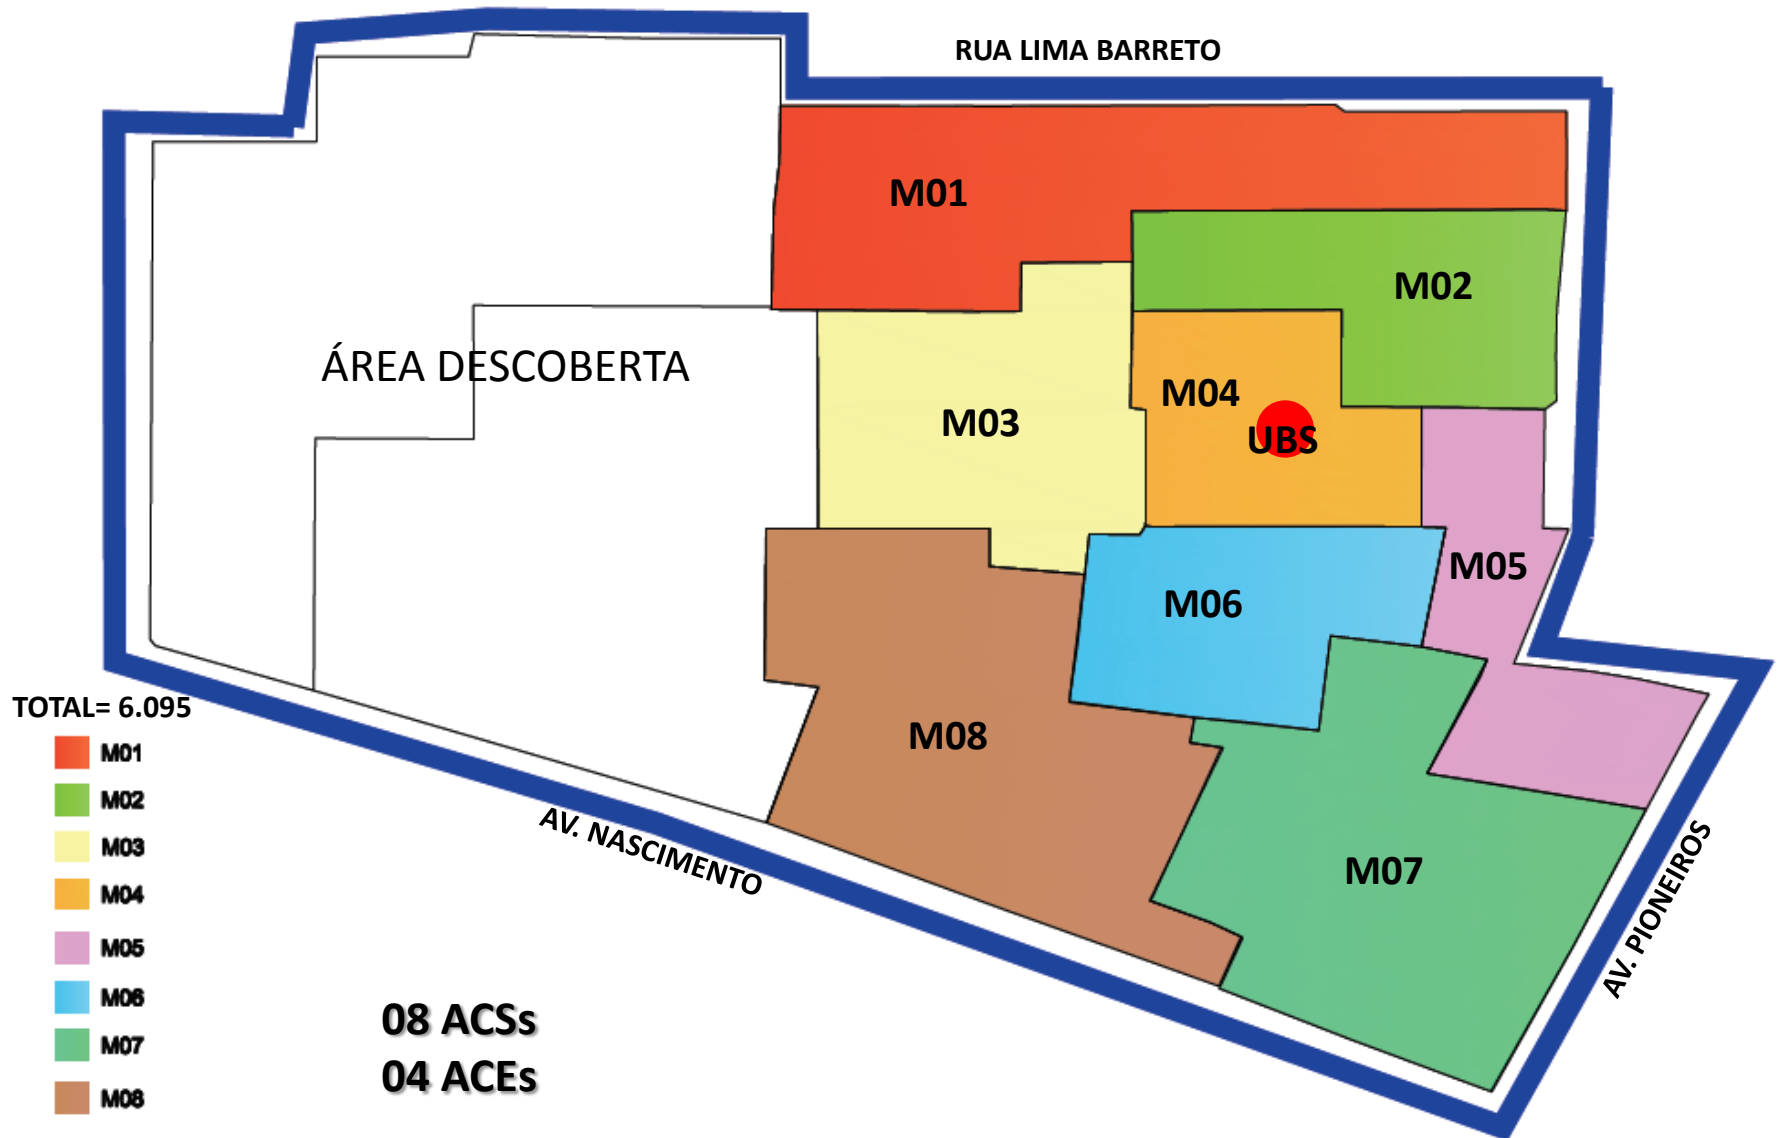 RUA LIMA BARRETO
M01
M02
ÁREA DESCOBERTA
M03
M04
UBS
M05
M06
M08
M07
AV. NASCIMENTO
AV. PIONEIROS
TOTAL= 6.095
M01
M02
M03
M04
M05
M06
M07
M08
08 ACSs
04 ACEs